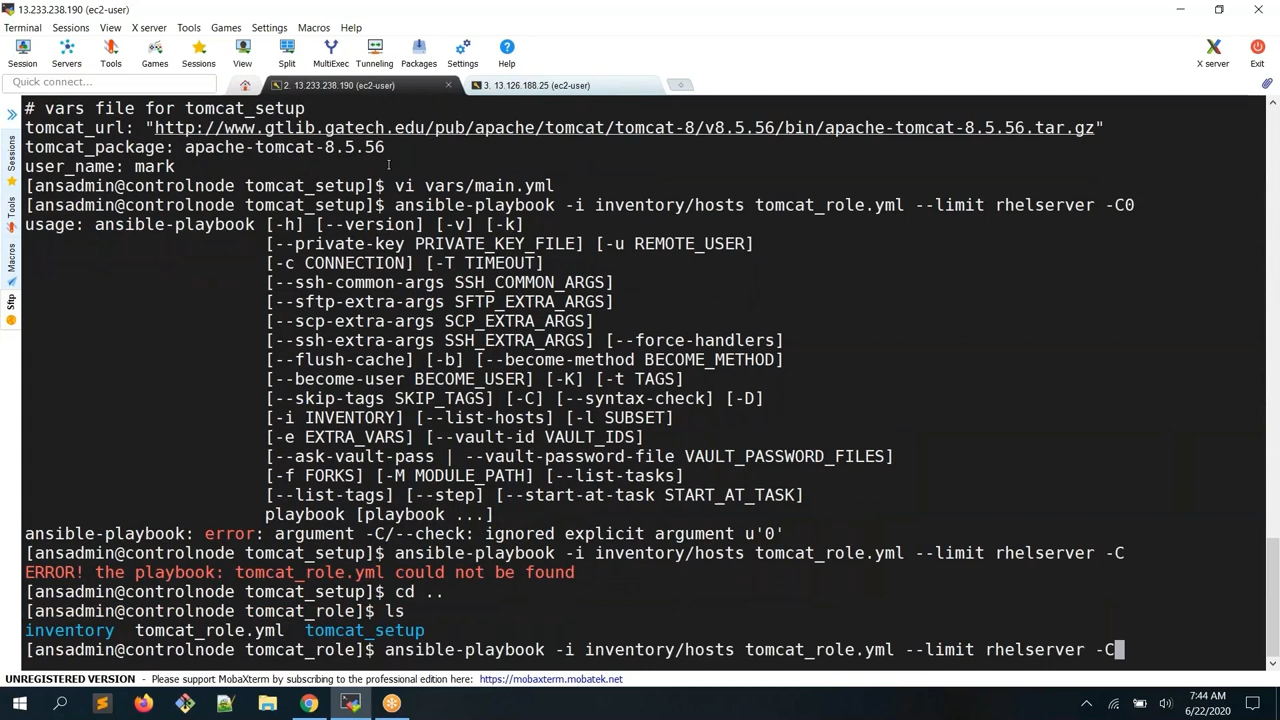 13.233.238.190 (ec2-user)
Terminal Sessions View X server Tools Games Settings Macros Help
Session Servers Tools Games Sessions View Split MultiExec Tunneling Packages Settings Help X server Exit
Quick connect...
2. 13.233.238.190 (ec2-user)
3. 13.126.188.25 (ec2-user)
Sessions
Tools
Macros
Sftp
# vars file for tomcat_setup
tomcat_url: "http://www.gtlib.gatech.edu/pub/apache/tomcat/tomcat-8/v8.5.56/bin/apache-tomcat-8.5.56.tar.gz"
tomcat_package: apache-tomcat-8.5.56
user_name: mark
[ansadmin@controlnode tomcat_setup]$ vi vars/main.yml
[ansadmin@controlnode tomcat_setup]$ ansible-playbook -i inventory/hosts tomcat_role.yml --limit rhelserver -C0
usage: ansible-playbook [-h] [--version] [-v] [-k]
[--private-key PRIVATE_KEY_FILE] [-u REMOTE_USER]
[-c CONNECTION] [-T TIMEOUT]
[--ssh-common-args SSH_COMMON_ARGS]
[--sftp-extra-args SFTP_EXTRA_ARGS]
[--scp-extra-args SCP_EXTRA_ARGS]
[--ssh-extra-args SSH_EXTRA_ARGS] [--force-handlers]
[--flush-cache] [-b] [--become-method BECOME_METHOD]
[--become-user BECOME_USER] [-K] [-t TAGS]
[--skip-tags SKIP_TAGS] [-C] [--syntax-check] [-D]
[-i INVENTORY] [--list-hosts] [-l SUBSET]
[-e EXTRA_VARS] [--vault-id VAULT_IDS]
[--ask-vault-pass | --vault-password-file VAULT_PASSWORD_FILES]
[-f FORKS] [-M MODULE_PATH] [--list-tasks]
[--list-tags] [--step] [--start-at-task START_AT_TASK]
playbook [playbook ...]
ansible-playbook: error: argument -C/--check: ignored explicit argument u'0'
[ansadmin@controlnode tomcat_setup]$ ansible-playbook -i inventory/hosts tomcat_role.yml --limit rhelserver -C
ERROR! the playbook: tomcat_role.yml could not be found
[ansadmin@controlnode tomcat_setup]$ cd ..
[ansadmin@controlnode tomcat_role]$ ls
inventory tomcat_role.yml tomcat_setup
[ansadmin@controlnode tomcat_role]$ ansible-playbook -i inventory/hosts tomcat_role.yml --limit rhelserver -C
UNREGISTERED VERSION - Please support MobaXterm by subscribing to the professional edition here: https://mobaxterm.mobatek.net
7:44 AM
6/22/2020